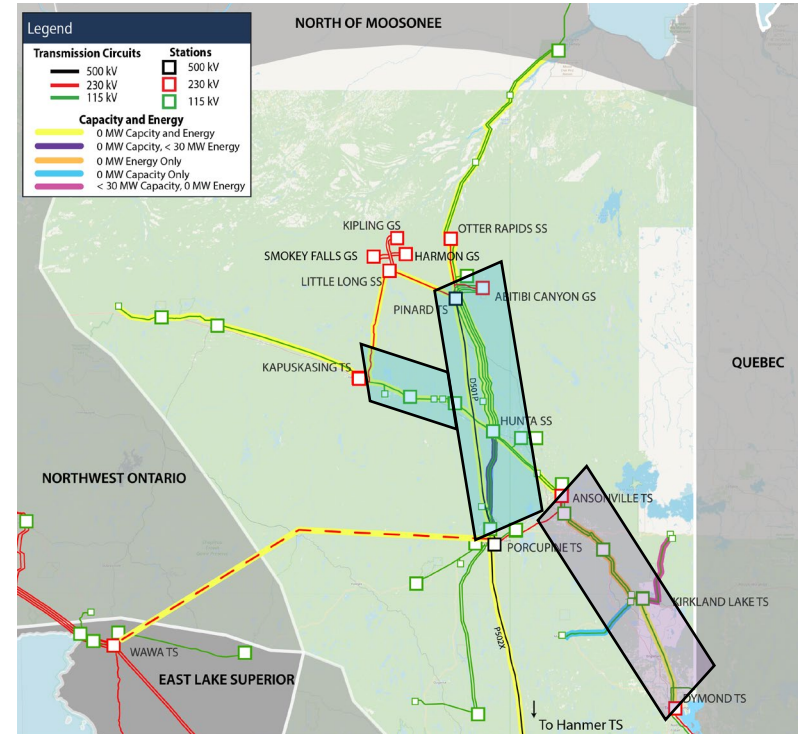 NORTH OF MOOSONEE
Legend
Transmission Circuits
500 kV
230 kV
115 kV
Stations
500 kV
230 kV
115 kV
Capacity and Energy
0 MW Capcity and Energy
0 MW Capcity, < 30 MW Energy
0 MW Energy Only
0 MW Capacity Only
< 30 MW Capacity, 0 MW Energy
KIPLING GS
OTTER RAPIDS SS
SMOKEY FALLS GS
HARMON GS
LITTLE LONG SS
ABITIBI CANYON GS
PINARD TS
KAPUSKASING TS
D501P
QUEBEC
HUNTA SS
NORTHWEST ONTARIO
ANSONVILLE TS
PORCUPINE TS
KIRKLAND LAKE TS
P502X
WAWA TS
EAST LAKE SUPERIOR
DYMOND TS
To Hanmer TS